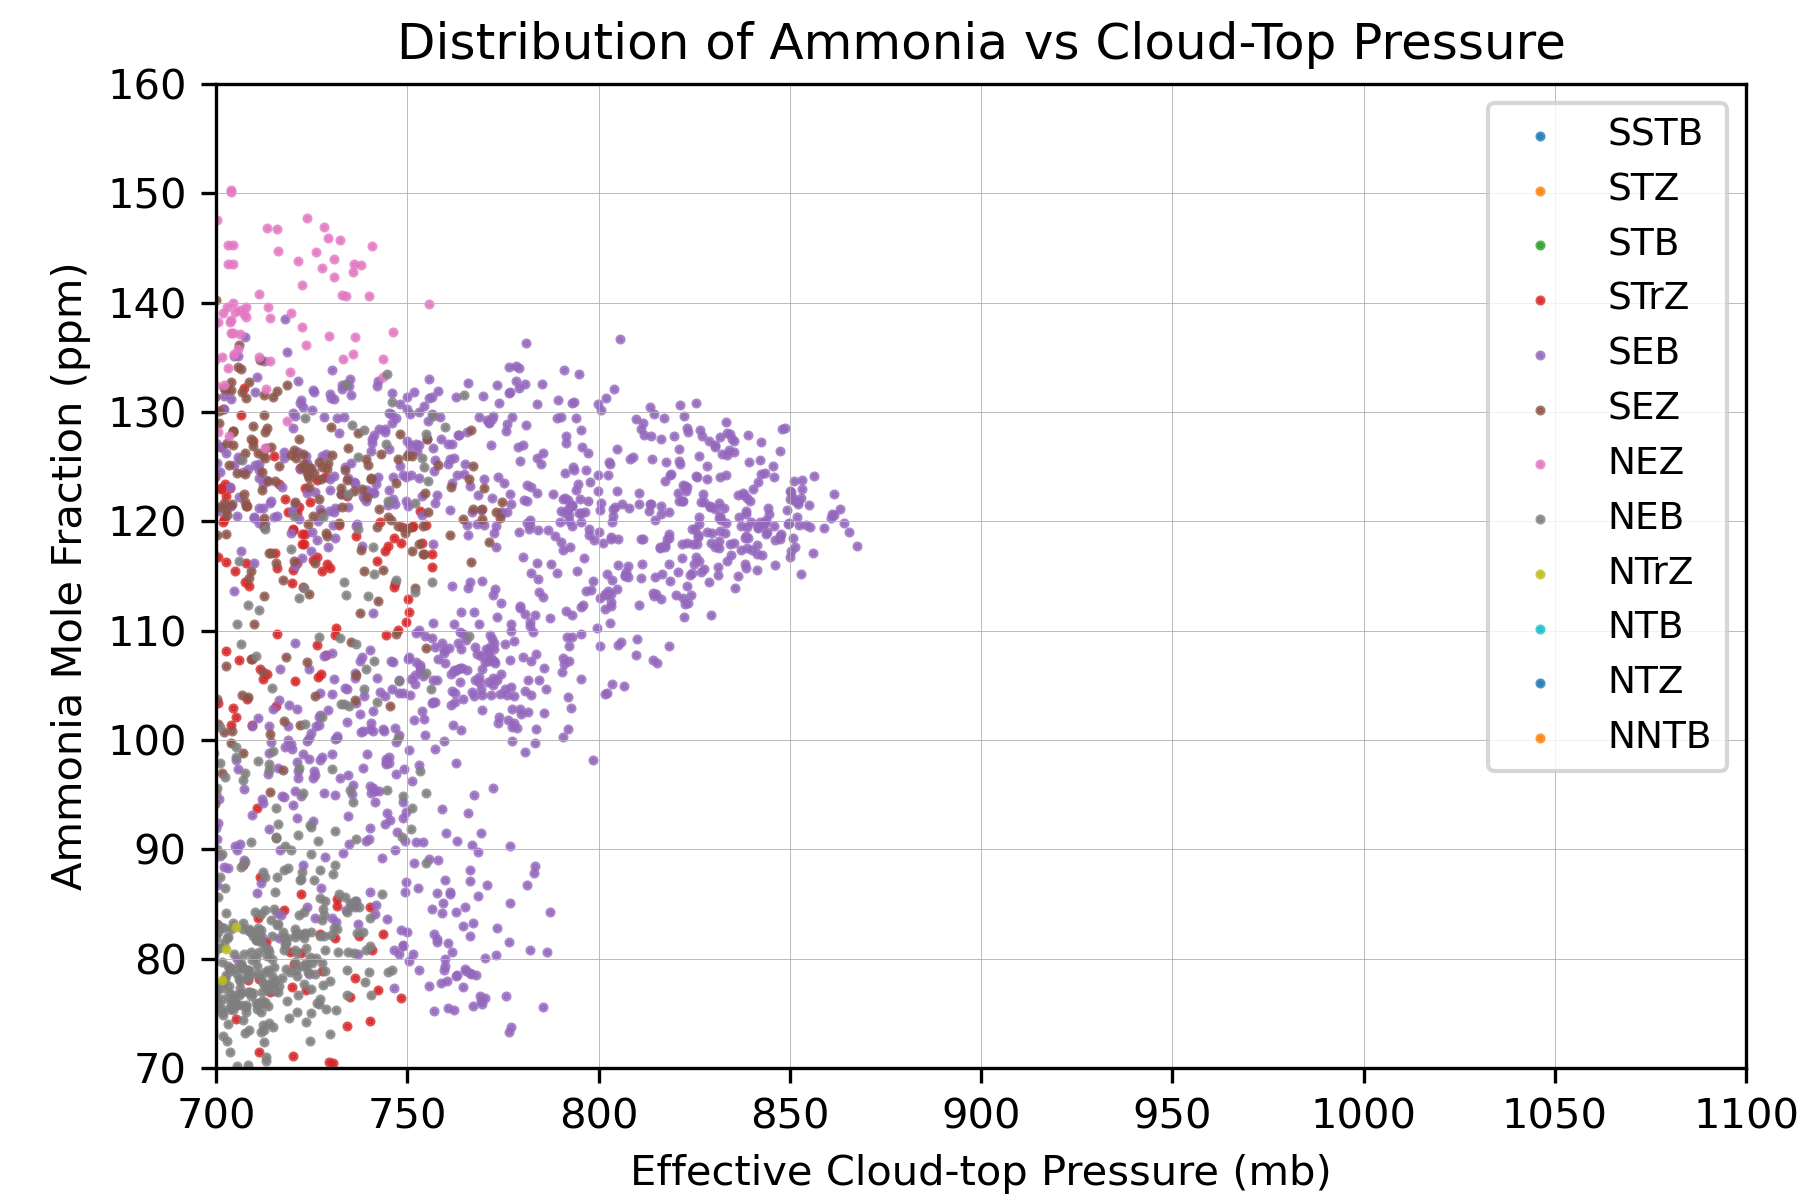 Distribution of Ammonia vs Cloud-Top Pressure
160
150
140
130
120
110
100
90
80
70
Ammonia Mole Fraction (ppm)
SSTB
STZ
STB
STrZ
SEB
SEZ
NEZ
NEB
NTrZ
NTB
NTZ
NNTB
700 750 800 850 900 950 1000 1050 1100
Effective Cloud-top Pressure (mb)